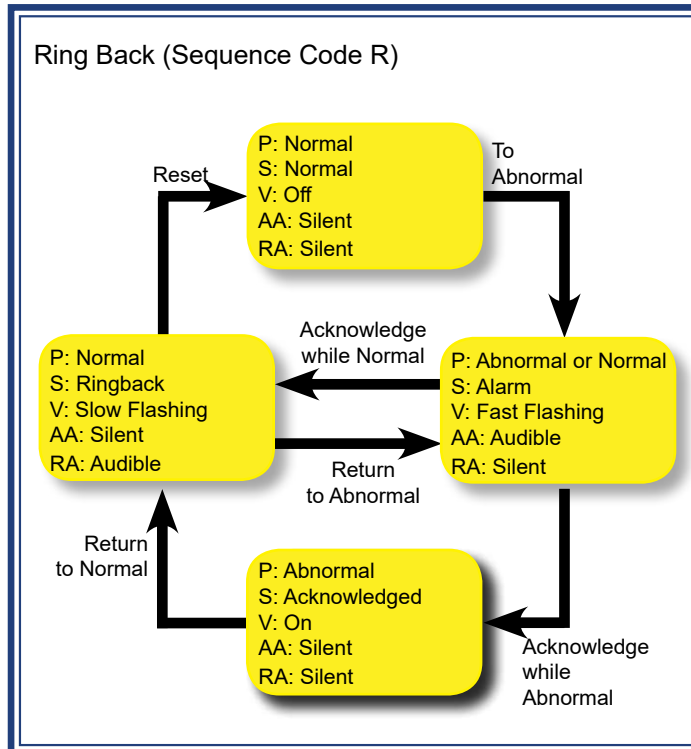 Ring Back (Sequence Code R)
P: Normal
S: Normal
V: Off
AA: Silent
RA: Silent
To
Abnormal
Reset
Acknowledge
while Normal
P: Normal
S: Ringback
V: Slow Flashing
AA: Silent
RA: Audible
P: Abnormal or Normal
S: Alarm
V: Fast Flashing
AA: Audible
RA: Silent
Return
to Abnormal
Return
to Normal
P: Abnormal
S: Acknowledged
V: On
AA: Silent
RA: Silent
Acknowledge
while
Abnormal